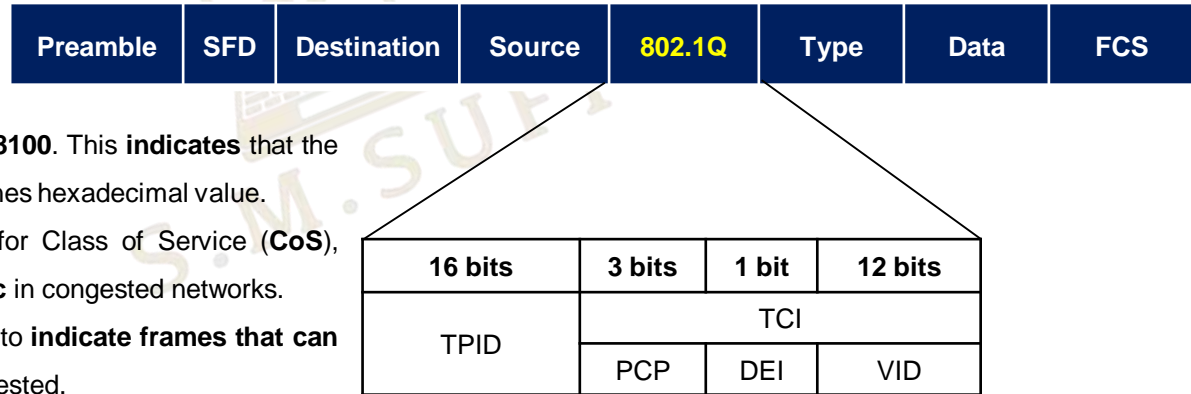 Preamble SFD Destination Source 802.1Q Type Data FCS
8100. This indicates that the
nes hexadecimal value.
for Class of Service (CoS),
c in congested networks.
to indicate frames that can
ested.
16 bits 3 bits 1 bit 12 bits
TPID TCI
PCP DEI VID
S.M.SUFI